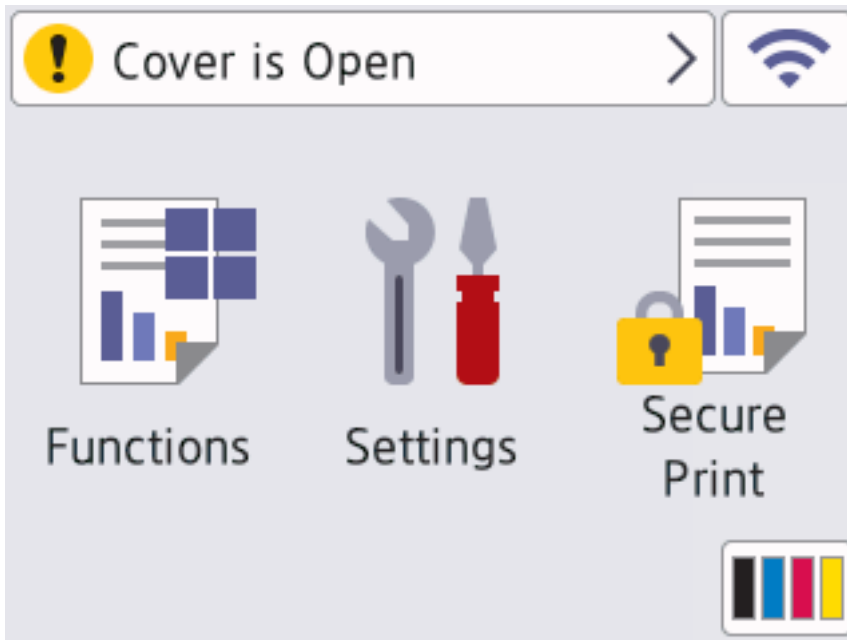 Cover is Open
Functions
Settings
Secure
Print